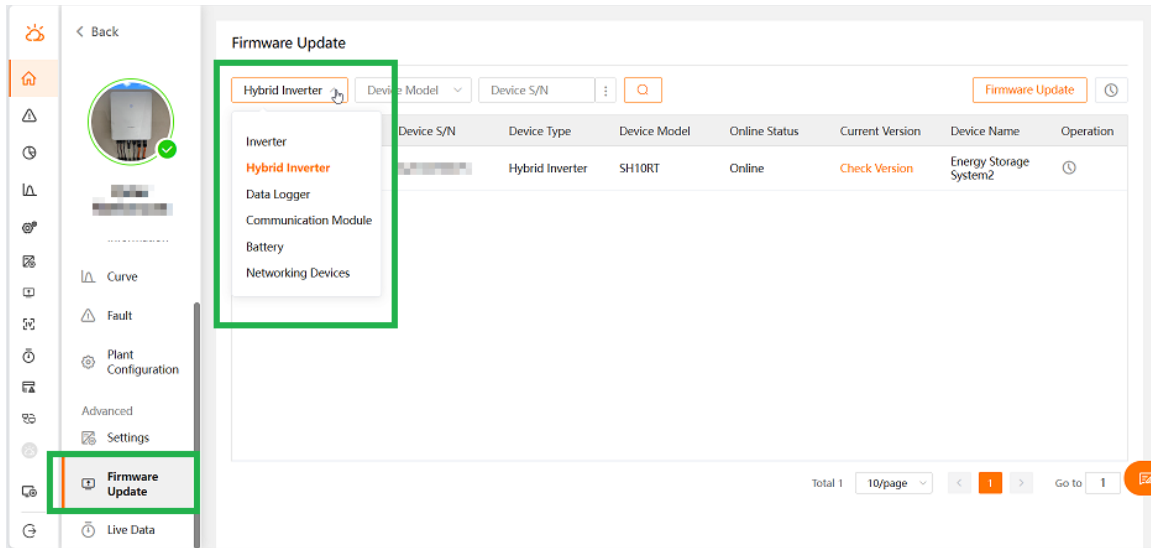 Back
Curve
Fault
Plant
Configuration
Advanced
Settings
Firmware
Update
Live Data
Firmware Update
Hybrid Inverter Device Model Device S/N Firmware Update
Inverter
Hybrid Inverter
Data Logger
Communication Module
Battery
Networking Devices
Device S/N Device Type Device Model Online Status Current Version Device Name Operation
Hybrid Inverter SH10RT Online Check Version Energy Storage
System2
Total 1 10/page < 1 > Go to 1